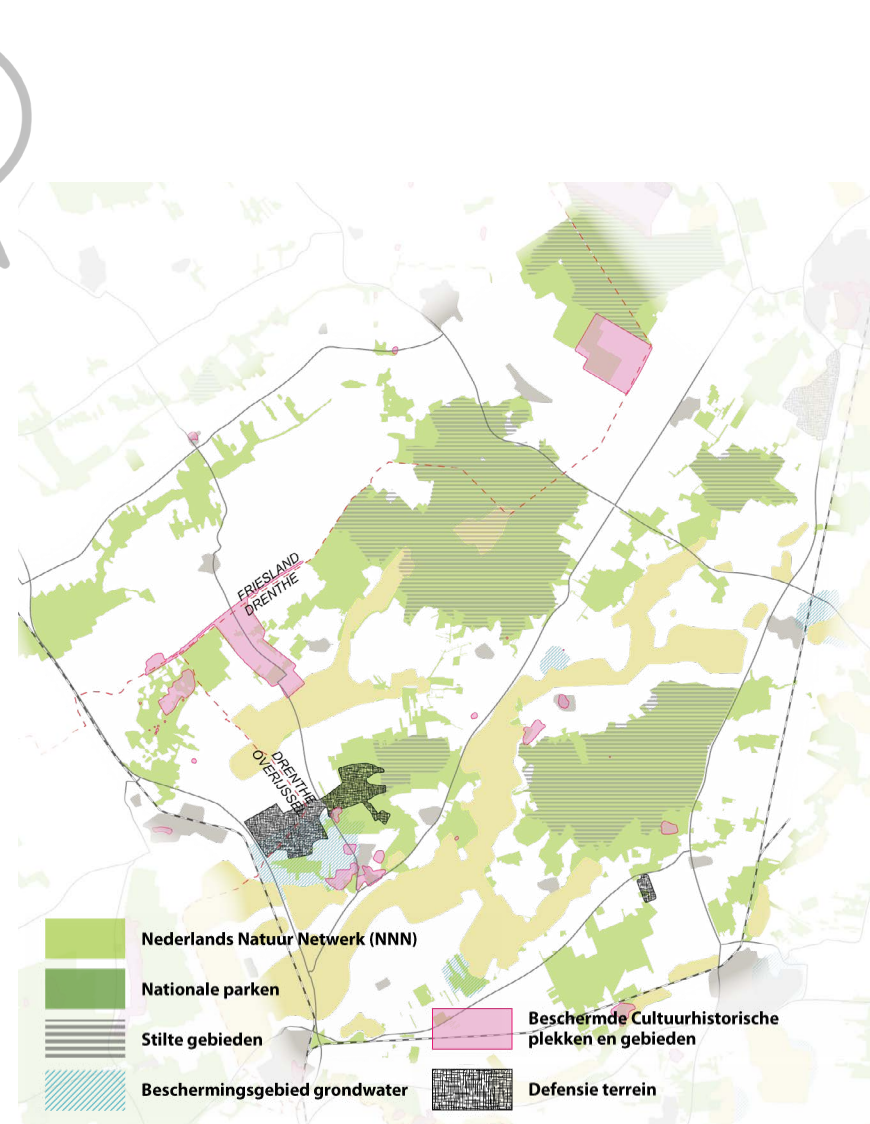 FRIESLAND
DRENTHE
DRENTHE
OVERIJSSEL
Nederlands Natuur Netwerk (NNN)
Nationale parken
Stilte gebieden
Beschermingsgebied grondwater
Beschermde Cultuurhistorische
plekken en gebieden
Defensie terrein